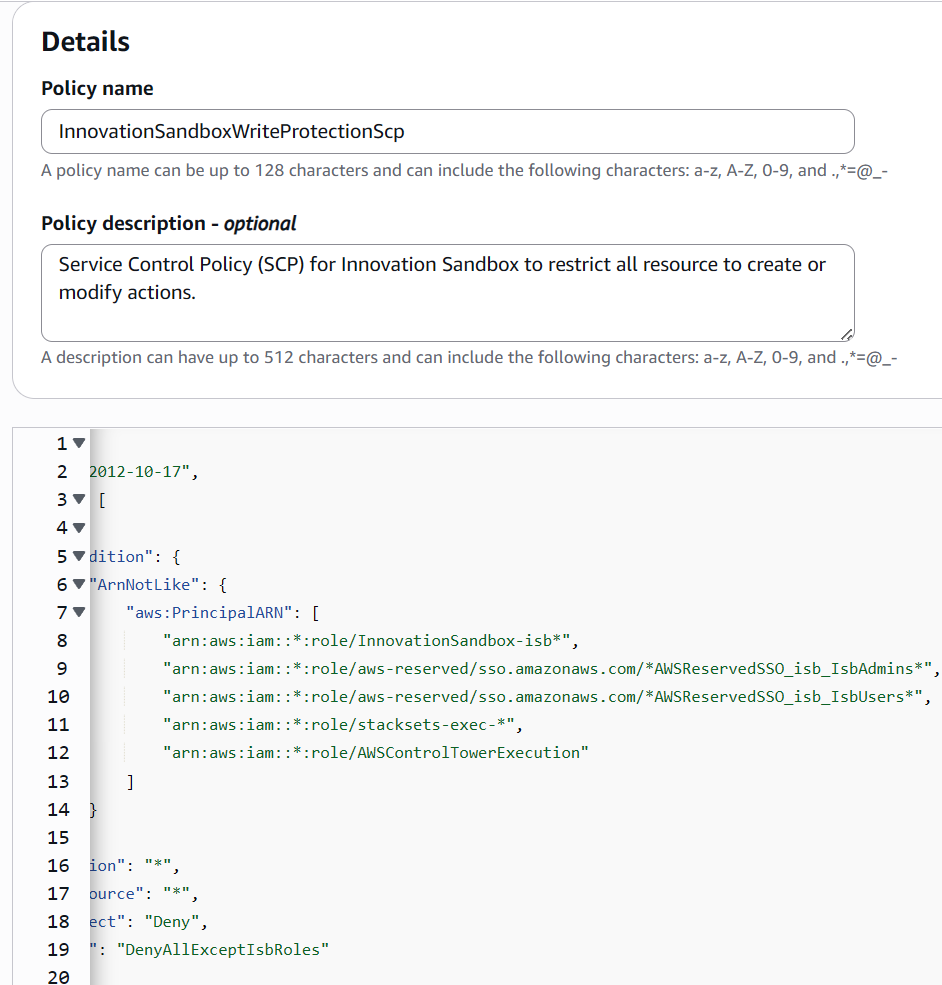 Details
Policy name
InnovationSandboxWriteProtectionScp
A policy name can be up to 128 characters and can include the following characters: a-z, A-Z, 0-9, and .,*=@_-
Policy description - optional
Service Control Policy (SCP) for Innovation Sandbox to restrict all resource to create or
modify actions.
A description can have up to 512 characters and can include the following characters: a-z, A-Z, 0-9, and .,*=@_-
1
2 2012-10-17",
3 [
4
5 dition": {
6 "ArnNotLike": {
7 "aws:PrincipalARN": [
8 "arn:aws:iam::*:role/InnovationSandbox-isb*",
9 "arn:aws:iam::*:role/aws-reserved/sso.amazonaws.com/*AWSReservedSSO_isb_IsbAdmins*",
10 "arn:aws:iam::*:role/aws-reserved/sso.amazonaws.com/*AWSReservedSSO_isb_IsbUsers*",
11 "arn:aws:iam::*:role/stacksets-exec-*",
12 "arn:aws:iam::*:role/AWSControlTowerExecution"
13 ]
14 }
15
16 ion": "*",
17 ource": "*",
18 ect": "Deny",
19 ": "DenyAllExceptIsbRoles"
20